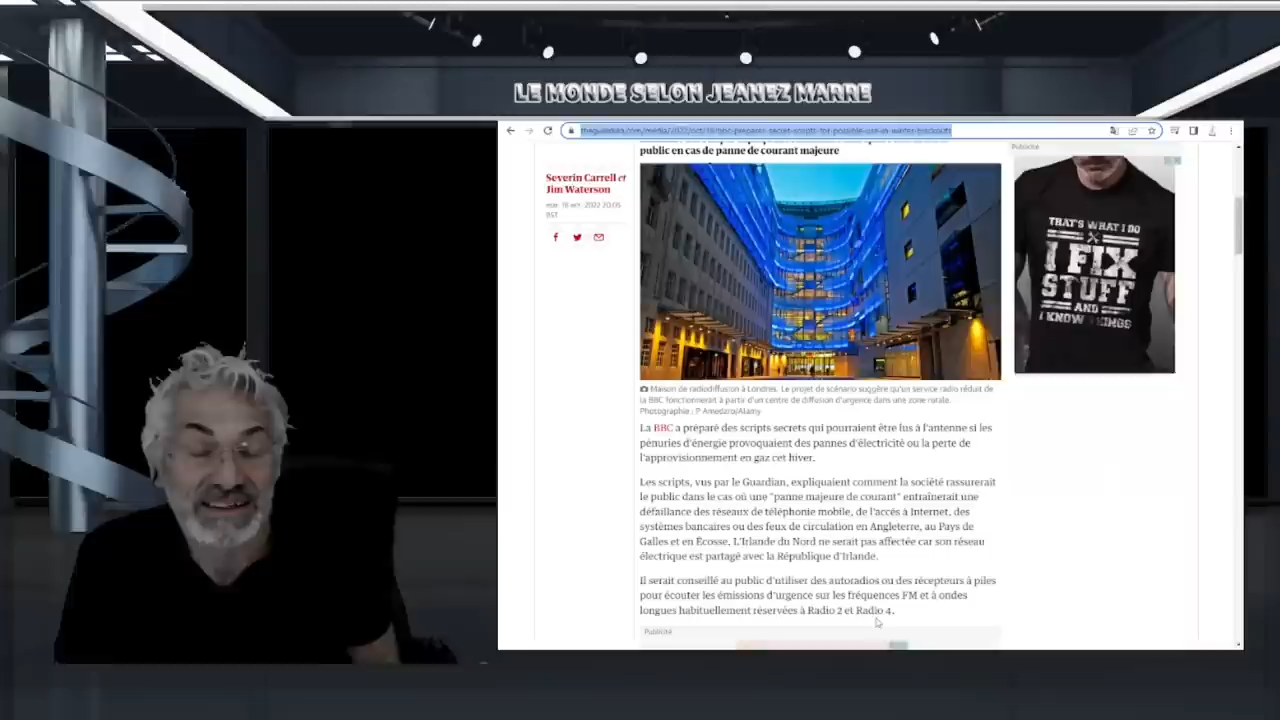 LE MONDE SELON JEANEZ MARRE
theguardian.com/media/2022/oct/18/bbc-prepares-secret-scripts-for-possible-use-in-winter-blackouts
public en cas de panne de courant majeure
Publicité
Severin Carrell et
Jim Waterson
mar. 18 oct. 2022 20:05
BST
THAT'S WHAT I DO
I FIX
STUFF
AND
I KNOW THINGS
Maison de radiodiffusion à Londres. Le projet de scénario suggère qu'un service radio réduit de
la BBC fonctionnerait à partir d'un centre de diffusion d'urgence dans une zone rurale.
Photographie : P Amedzro/Alamy
La BBC a préparé des scripts secrets qui pourraient être lus à l'antenne si les
pénuries d'énergie provoquaient des pannes d'électricité ou la perte de
l'approvisionnement en gaz cet hiver.
Les scripts, vus par le Guardian, expliquaient comment la société rassurerait
le public dans le cas où une "panne majeure de courant" entraînerait une
défaillance des réseaux de téléphonie mobile, de l'accès à Internet, des
systèmes bancaires ou des feux de circulation en Angleterre, au Pays de
Galles et en Écosse. L'Irlande du Nord ne serait pas affectée car son réseau
électrique est partagé avec la République d'Irlande.
Il serait conseillé au public d'utiliser des autoradios ou des récepteurs à piles
pour écouter les émissions d'urgence sur les fréquences FM et à ondes
longues habituellement réservées à Radio 2 et Radio 4.
Publicité